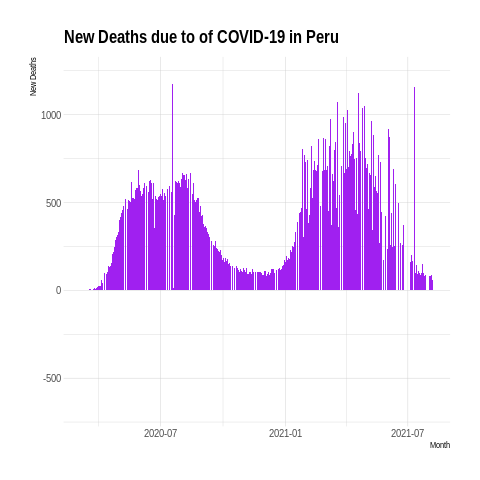 New Deaths due to of COVID-19 in Peru
New Deaths
1000
500
0
-500
2020-07
2021-01
2021-07
Month